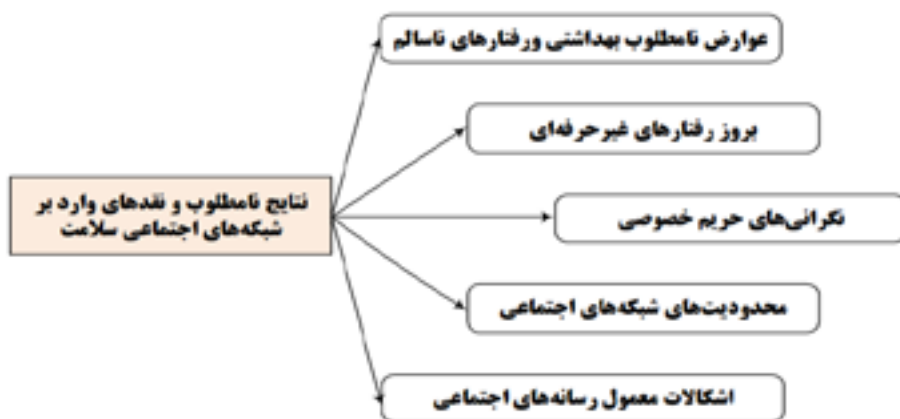 عوارض نامطلوب بهداشتی ورفتارهای ناسالم
بروز رفتارهای غیرحرفه‌ای
نتایج نامطلوب و نقدهای وارد بر
شبکه‌های اجتماعی سلامت
نگرانی‌های حریم خصوصی
محدودیت‌های شبکه‌های اجتماعی
اشکالات معمول رسانه‌های اجتماعی